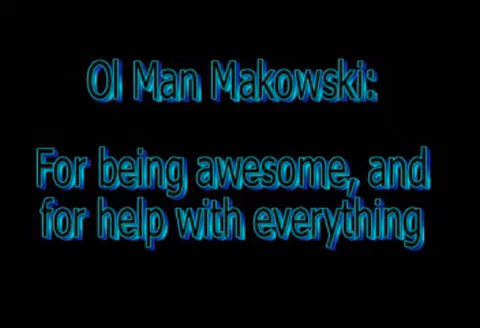 Ol Man Makowski:
For being awesome, and
for help with everything